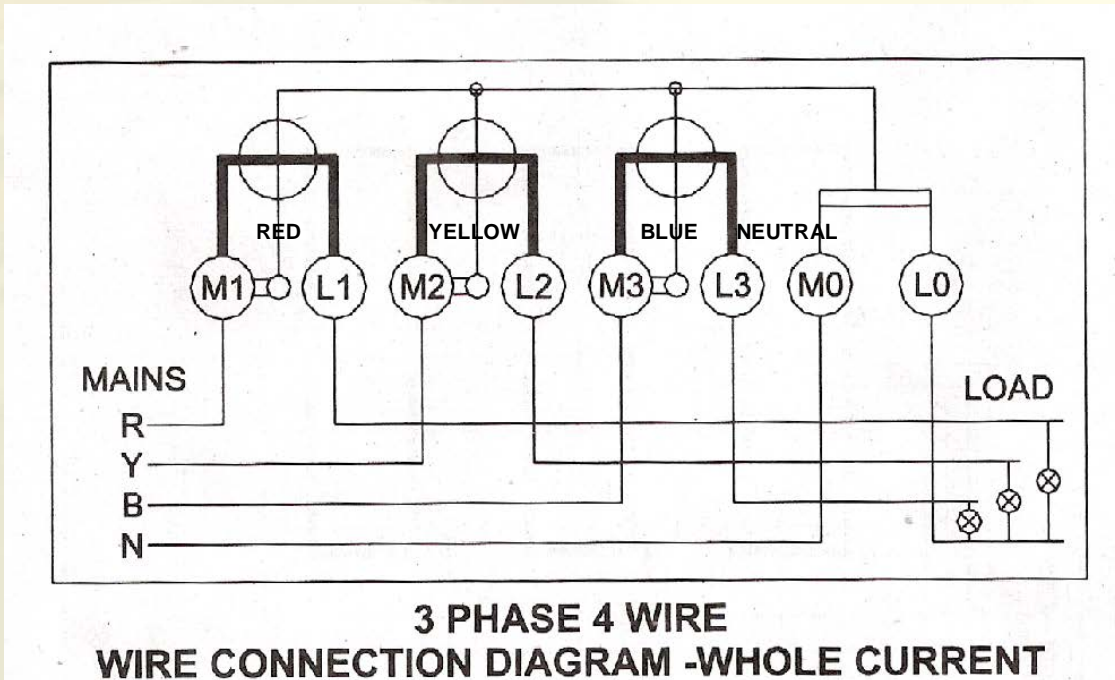 RED YELLOW BLUE NEUTRAL
M1 L1 M2 L2 M3 L3 M0 L0
MAINS
LOAD
R
Y
B
N
3 PHASE 4 WIRE
WIRE CONNECTION DIAGRAM -WHOLE CURRENT